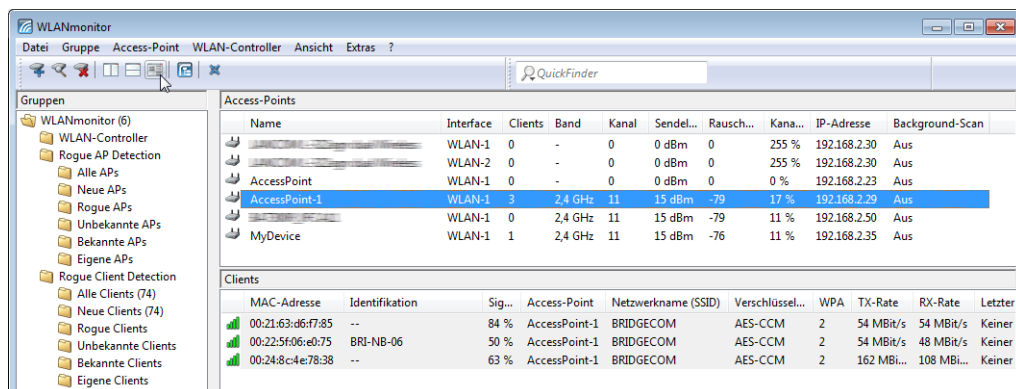 WLANmonitor
Datei Gruppe Access-Point WLAN-Controller Ansicht Extras ?
QuickFinder
Gruppen
WLANmonitor (6)
WLAN-Controller
Rogue AP Detection
Alle APs
Neue APs
Rogue APs
Unbekannte APs
Bekannte APs
Eigene APs
Rogue Client Detection
Alle Clients (74)
Neue Clients (74)
Rogue Clients
Unbekannte Clients
Bekannte Clients
Eigene Clients
Access-Points
Name Interface Clients Band Kanal Sendel... Rausch... Kana... IP-Adresse Background-Scan
WLAN-1 0 - 0 0 dBm 0 255 % 192.168.2.30 Aus
WLAN-2 0 - 0 0 dBm 0 255 % 192.168.2.30 Aus
AccessPoint WLAN-1 0 - 0 0 dBm 0 0 % 192.168.2.23 Aus
AccessPoint-1 WLAN-1 3 2,4 GHz 11 15 dBm -79 17 % 192.168.2.29 Aus
WLAN-1 0 2,4 GHz 11 15 dBm -79 11 % 192.168.2.50 Aus
MyDevice WLAN-1 1 2,4 GHz 11 15 dBm -76 11 % 192.168.2.35 Aus
Clients
MAC-Adresse Identifikation Sig... Access-Point Netzwerkname (SSID) Verschlüssel... WPA TX-Rate RX-Rate Letzter
00:21:63:d6:f7:85 -- 84 % AccessPoint-1 BRIDGECOM AES-CCM 2 54 MBit/s 54 MBit/s Keiner
00:22:5f:06:e0:75 BRI-NB-06 50 % AccessPoint-1 BRIDGECOM AES-CCM 2 54 MBit/s 48 MBit/s Keiner
00:24:8c:4e:78:38 -- 63 % AccessPoint-1 BRIDGECOM AES-CCM 2 162 MBi... 108 MBi... Keiner